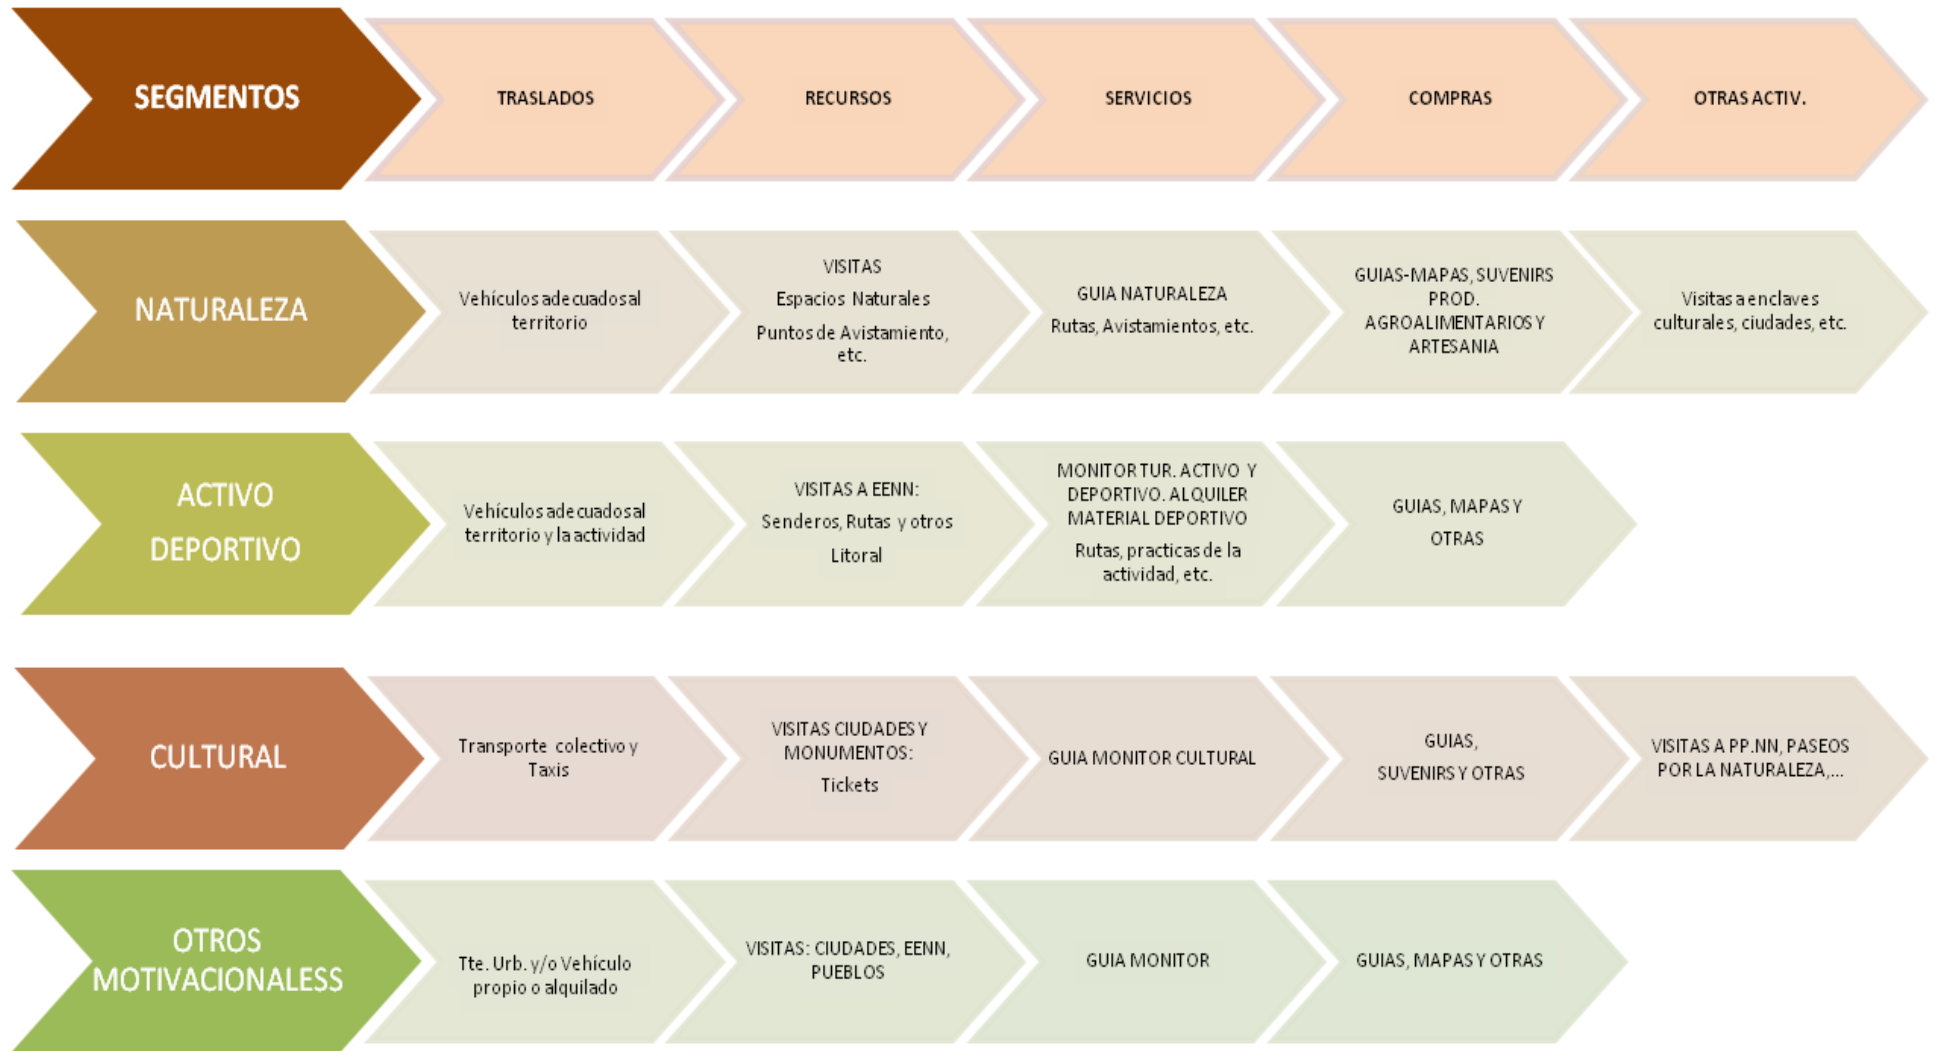 SEGMENTOS
TRASLADOS
RECURSOS
SERVICIOS
COMPRAS
OTRAS ACTIV.
NATURALEZA
Vehículos adecuados al
territorio
VISITAS
Espacios Naturales
Puntos de Avistamiento,
etc.
GUIA NATURALEZA
Rutas, Avistamientos, etc.
GUIAS-MAPAS, SUVENIRS
PROD.
AGROALIMENTARIOS Y
ARTESANIA
Visitas a enclaves
culturales, ciudades, etc.
ACTIVO
DEPORTIVO
Vehículos adecuados al
territorio y la actividad
VISITAS A EENN:
Senderos, Rutas y otros
Litoral
MONITOR TUR. ACTIVO Y
DEPORTIVO. ALQUILER
MATERIAL DEPORTIVO
Rutas, practicas de la
actividad, etc.
GUIAS, MAPAS Y
OTRAS
CULTURAL
Transporte colectivo y
Taxis
VISITAS CIUDADES Y
MONUMENTOS:
Tickets
GUIA MONITOR CULTURAL
GUIAS,
SUVENIRS Y OTRAS
VISITAS A PP.NN, PASEOS
POR LA NATURALEZA,...
OTROS
MOTIVACIONALESS
Tte. Urb. y/o Vehículo
propio o alquilado
VISITAS: CIUDADES, EENN,
PUEBLOS
GUIA MONITOR
GUIAS, MAPAS Y OTRAS